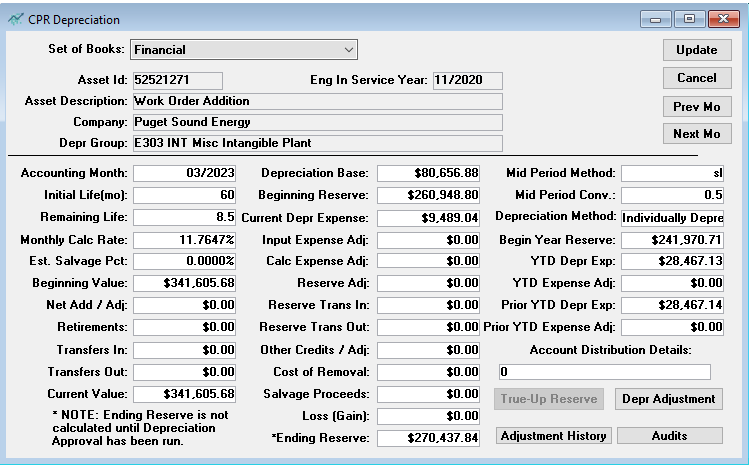 CPR Depreciation
Set of Books: Financial
Update
Asset Id: 52521271 Eng In Service Year: 11/2020
Cancel
Asset Description: Work Order Addition
Prev Mo
Company: Puget Sound Energy
Next Mo
Depr Group: E303 INT Misc Intangible Plant
Accounting Month: 03/2023 Depreciation Base: $80,656.88 Mid Period Method: sl
Initial Life(mo): 60 Beginning Reserve: $260,948.80 Mid Period Conv.: 0.5
Remaining Life: 8.5 Current Depr Expense: $9,489.04 Depreciation Method: Individually Depre
Monthly Calc Rate: 11.7647% Input Expense Adj: $0.00 Begin Year Reserve: $241,970.71
Est. Salvage Pct: 0.0000% Calc Expense Adj: $0.00 YTD Depr Exp: $28,467.13
Beginning Value: $341,605.68 Reserve Adj: $0.00 YTD Expense Adj: $0.00
Net Add / Adj: $0.00 Reserve Trans In: $0.00 Prior YTD Depr Exp: $28,467.14
Retirements: $0.00 Reserve Trans Out: $0.00 Prior YTD Expense Adj: $0.00
Transfers In: $0.00 Other Credits / Adj: $0.00 Account Distribution Details:
Transfers Out: $0.00 Cost of Removal: $0.00 0
Current Value: $341,605.68 Salvage Proceeds: $0.00 True-Up Reserve Depr Adjustment
* NOTE: Ending Reserve is not
calculated until Depreciation
Approval has been run.
Loss (Gain): $0.00
*Ending Reserve: $270,437.84 Adjustment History Audits